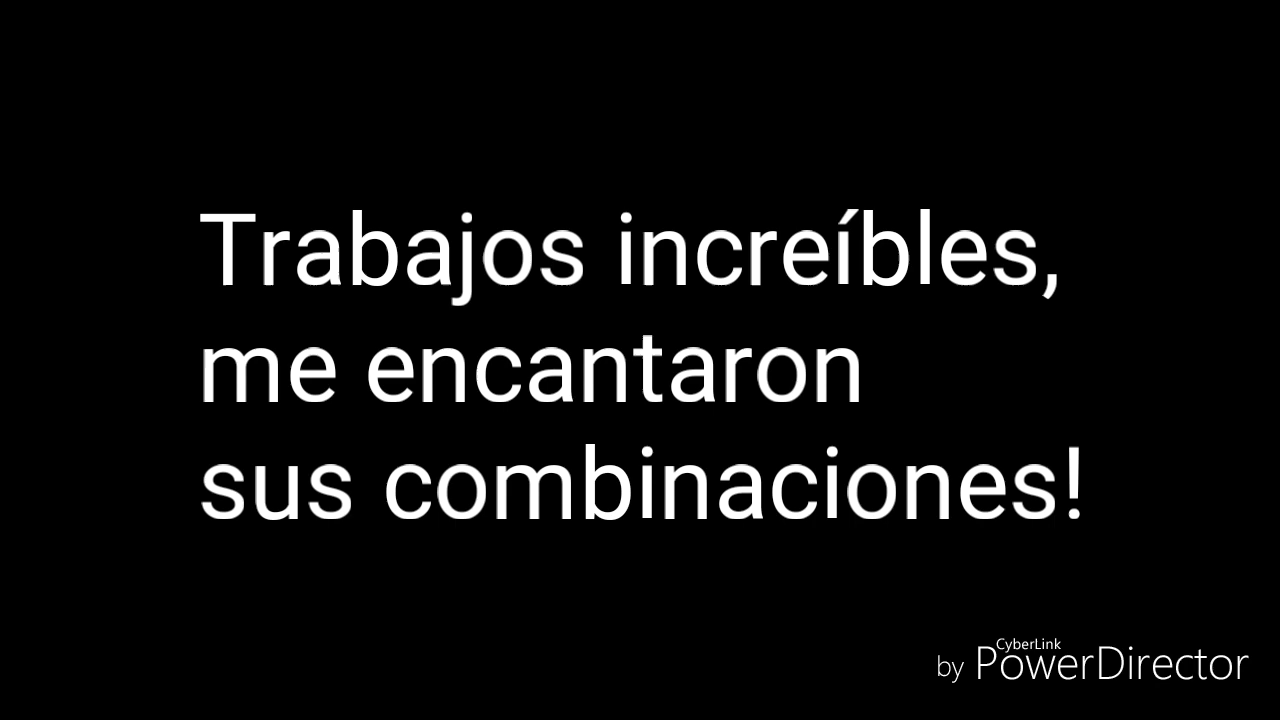 Trabajos increíbles,
me encantaron
sus combinaciones!
CyberLink
by PowerDirector